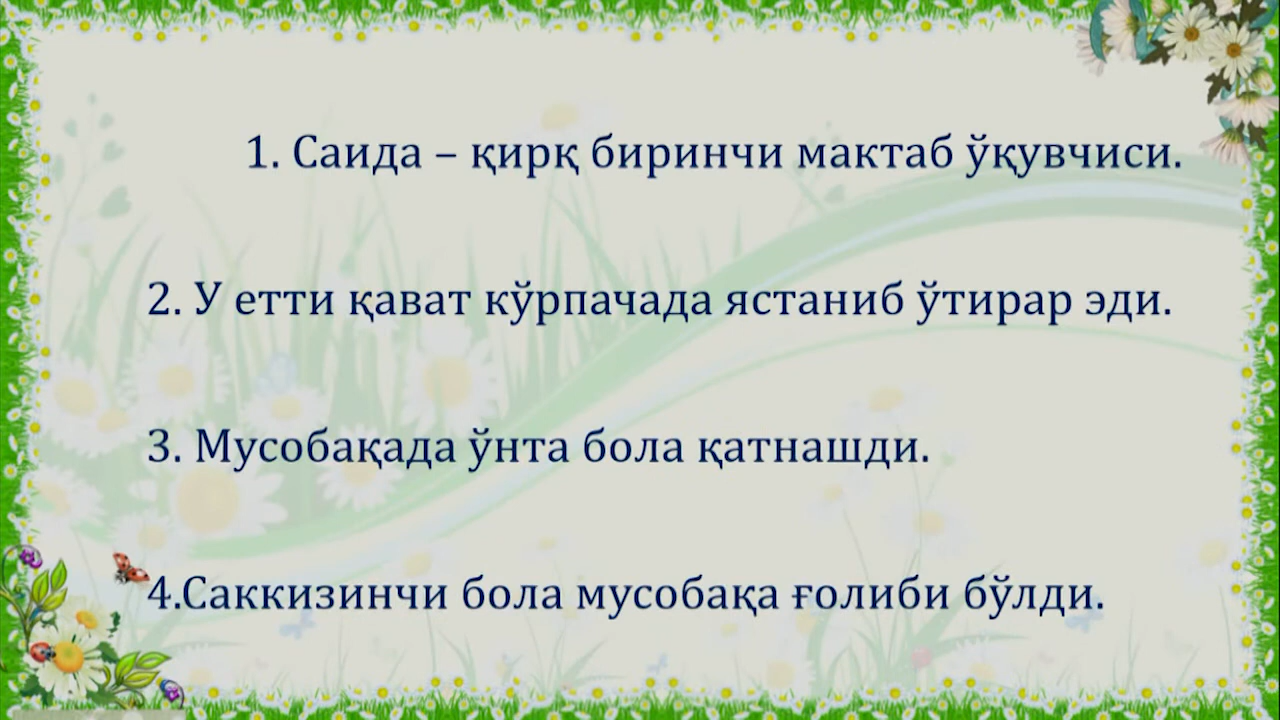 1. Саида – қирқ биринчи мактаб ўқувчиси.
2. У етти қават кўрпачада ястаниб ўтирар эди.
3. Мусобақада ўнта бола қатнашди.
4.Саккизинчи бола мусобақа ғолиби бўлди.